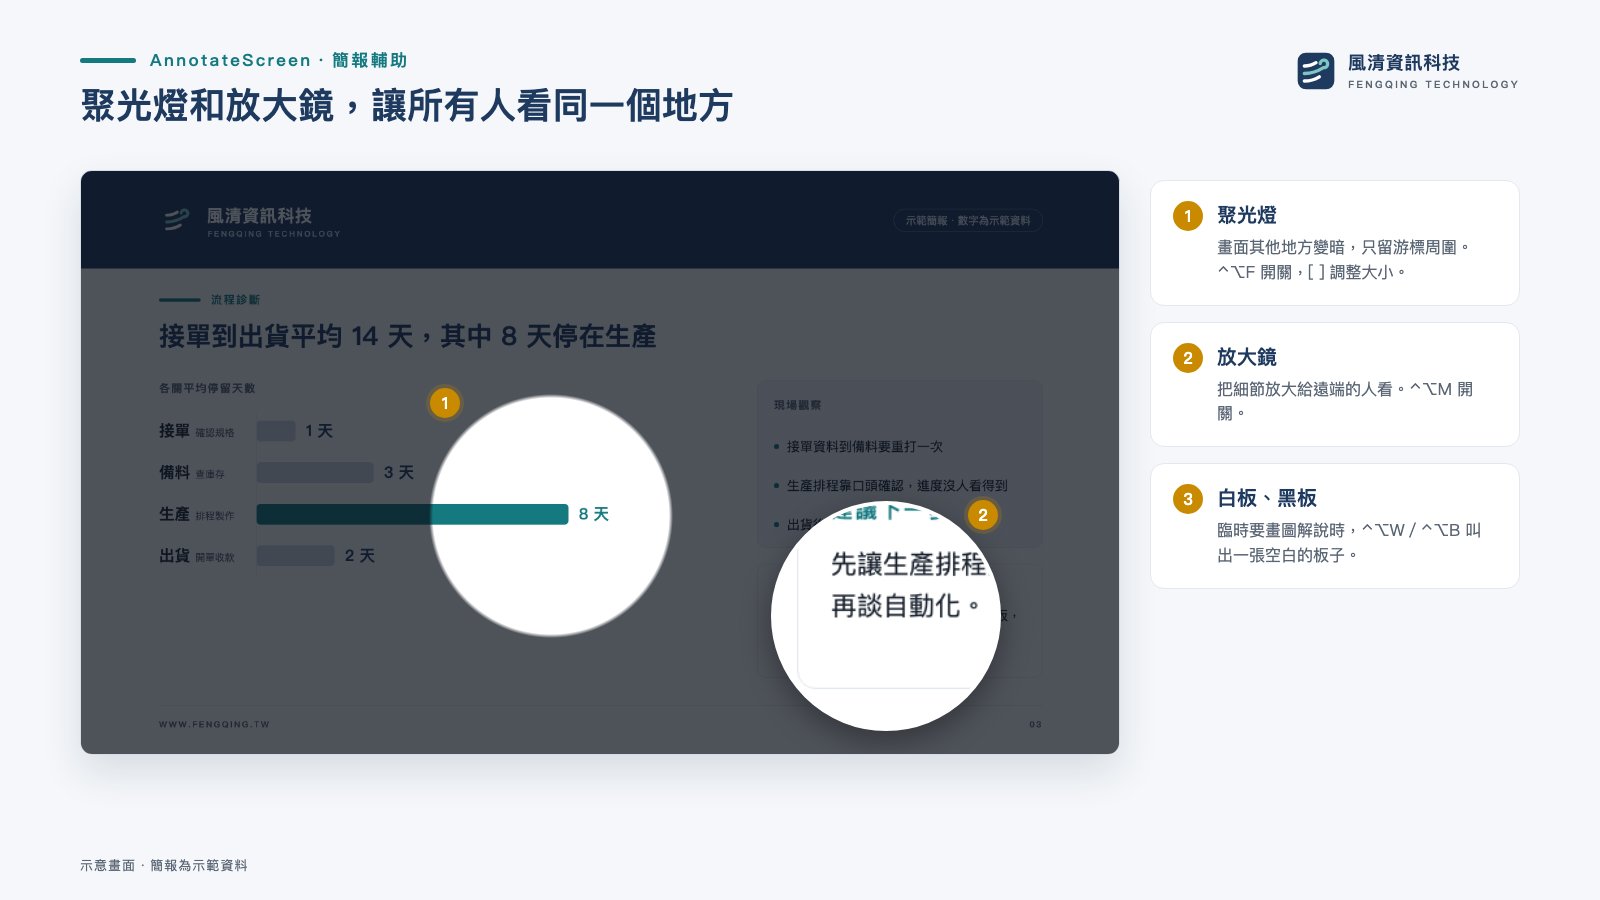 AnnotateScreen · 簡報輔助
聚光燈和放大鏡，讓所有人看同一個地方
風清資訊科技
FENGQING TECHNOLOGY
風清資訊科技
FENGQING TECHNOLOGY
示範簡報 · 數字為示範資料
流程診斷
接單到出貨平均 14 天，其中 8 天停在生產
各關平均停留天數
接單 確認規格 1 天
備料 查庫存 3 天
生產 排程製作 8 天
出貨 開單收款 2 天
1
現場觀察
接單資料到備料要重打一次
生產排程靠口頭確認，進度沒人看得到
出貨
2
先讓生產排程
再談自動化。
WWW.FENGQING.TW
03
1 聚光燈
畫面其他地方變暗，只留游標周圍。
^⌥F 開關，[ ] 調整大小。
2 放大鏡
把細節放大給遠端的人看。^⌥M 開
關。
3 白板、黑板
臨時要畫圖解說時，^⌥W / ^⌥B 叫
出一張空白的板子。
示意畫面 · 簡報為示範資料